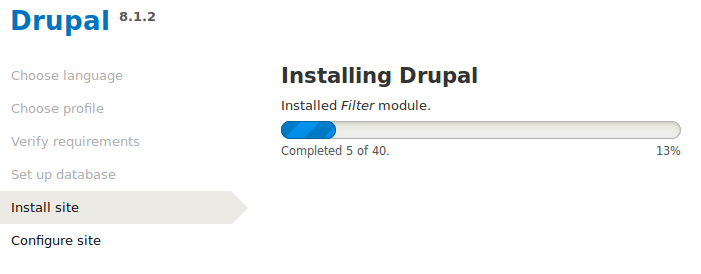 Drupal 8.1.2
Choose language
Choose profile
Verify requirements
Set up database
Install site
Configure site
Installing Drupal
Installed Filter module.
Completed 5 of 40. 13%